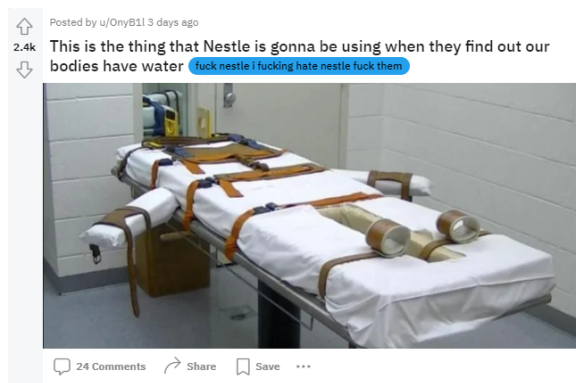 Posted by u/OnyB1l 3 days ago
2.4k
This is the thing that Nestle is gonna be using when they find out our
bodies have water fuck nestle i fucking hate nestle fuck them
24 Comments Share Save